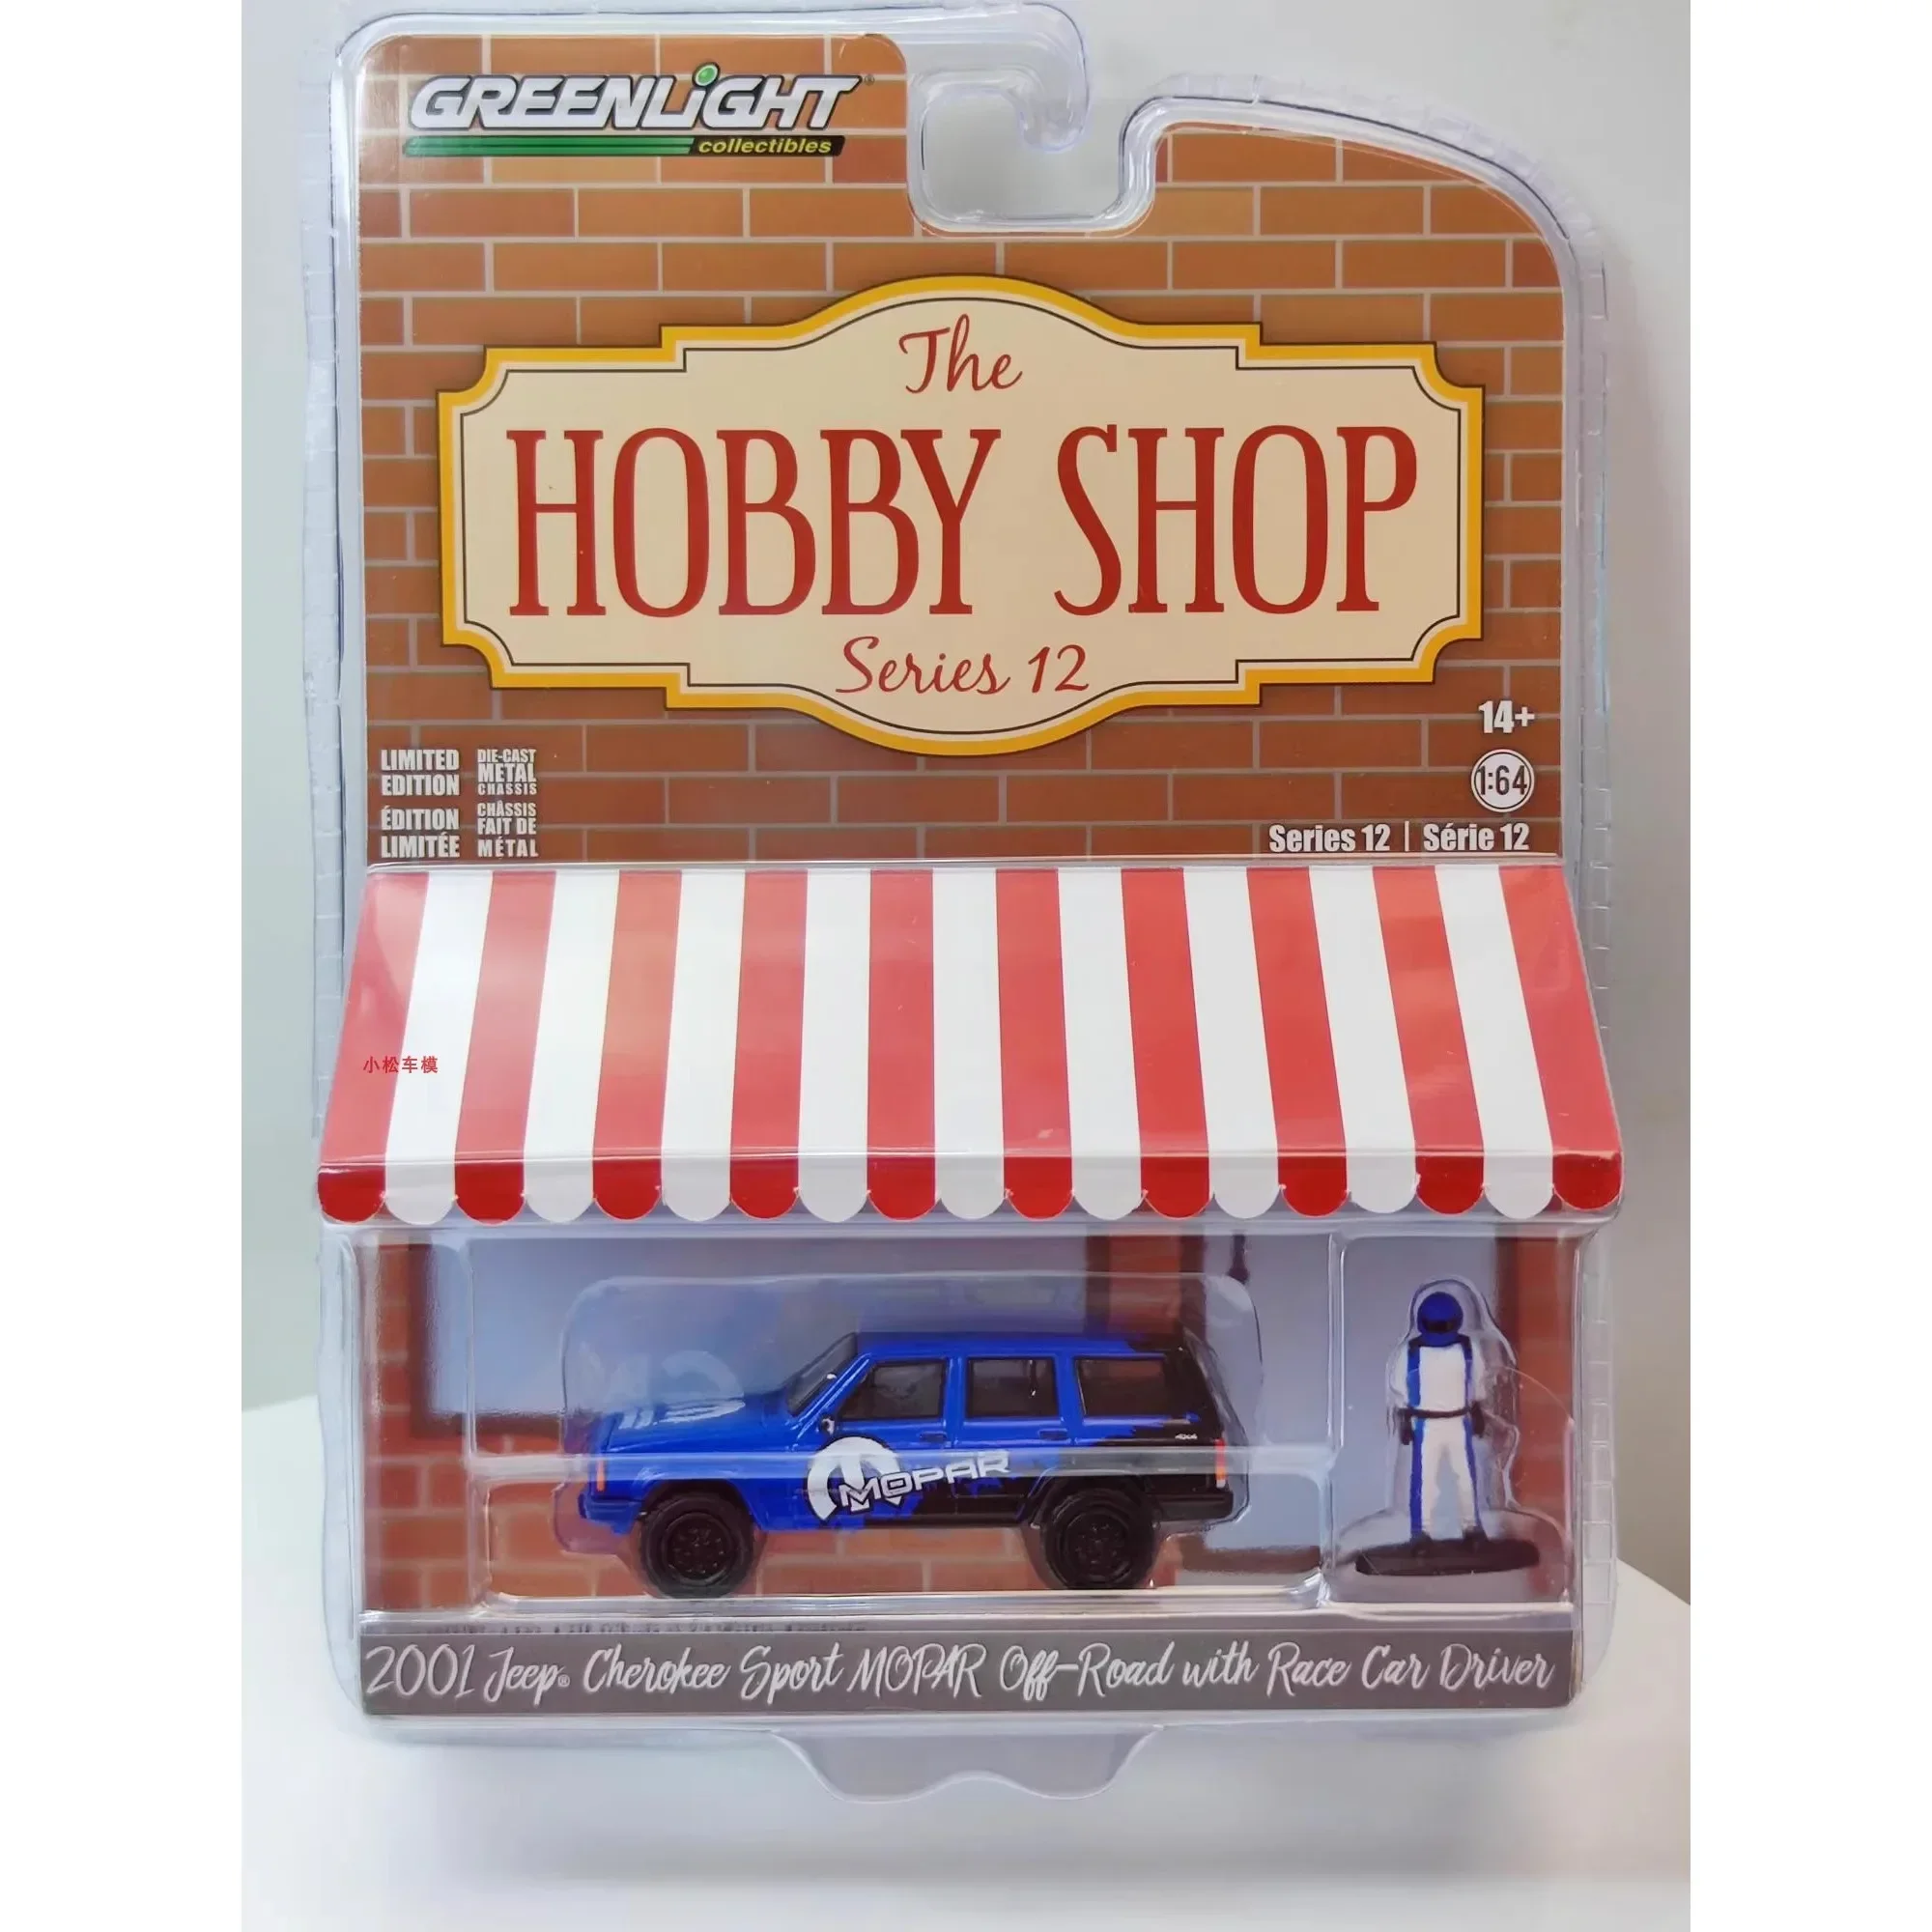 GREENLiGHT®
collectibles
The
HOBBY SHOP
Series 12
14+
1:64
LIMITED
EDITION
ÉDITION
LIMITÉE
DIE-CAST
METAL
CHASSIS
CHÂSSIS
FAIT DE
MÉTAL
Series 12 | Série 12
小松车模
4X4
MOPAR
2001 Jeep® Cherokee Sport MOPAR Off-Road with Race Car Driver